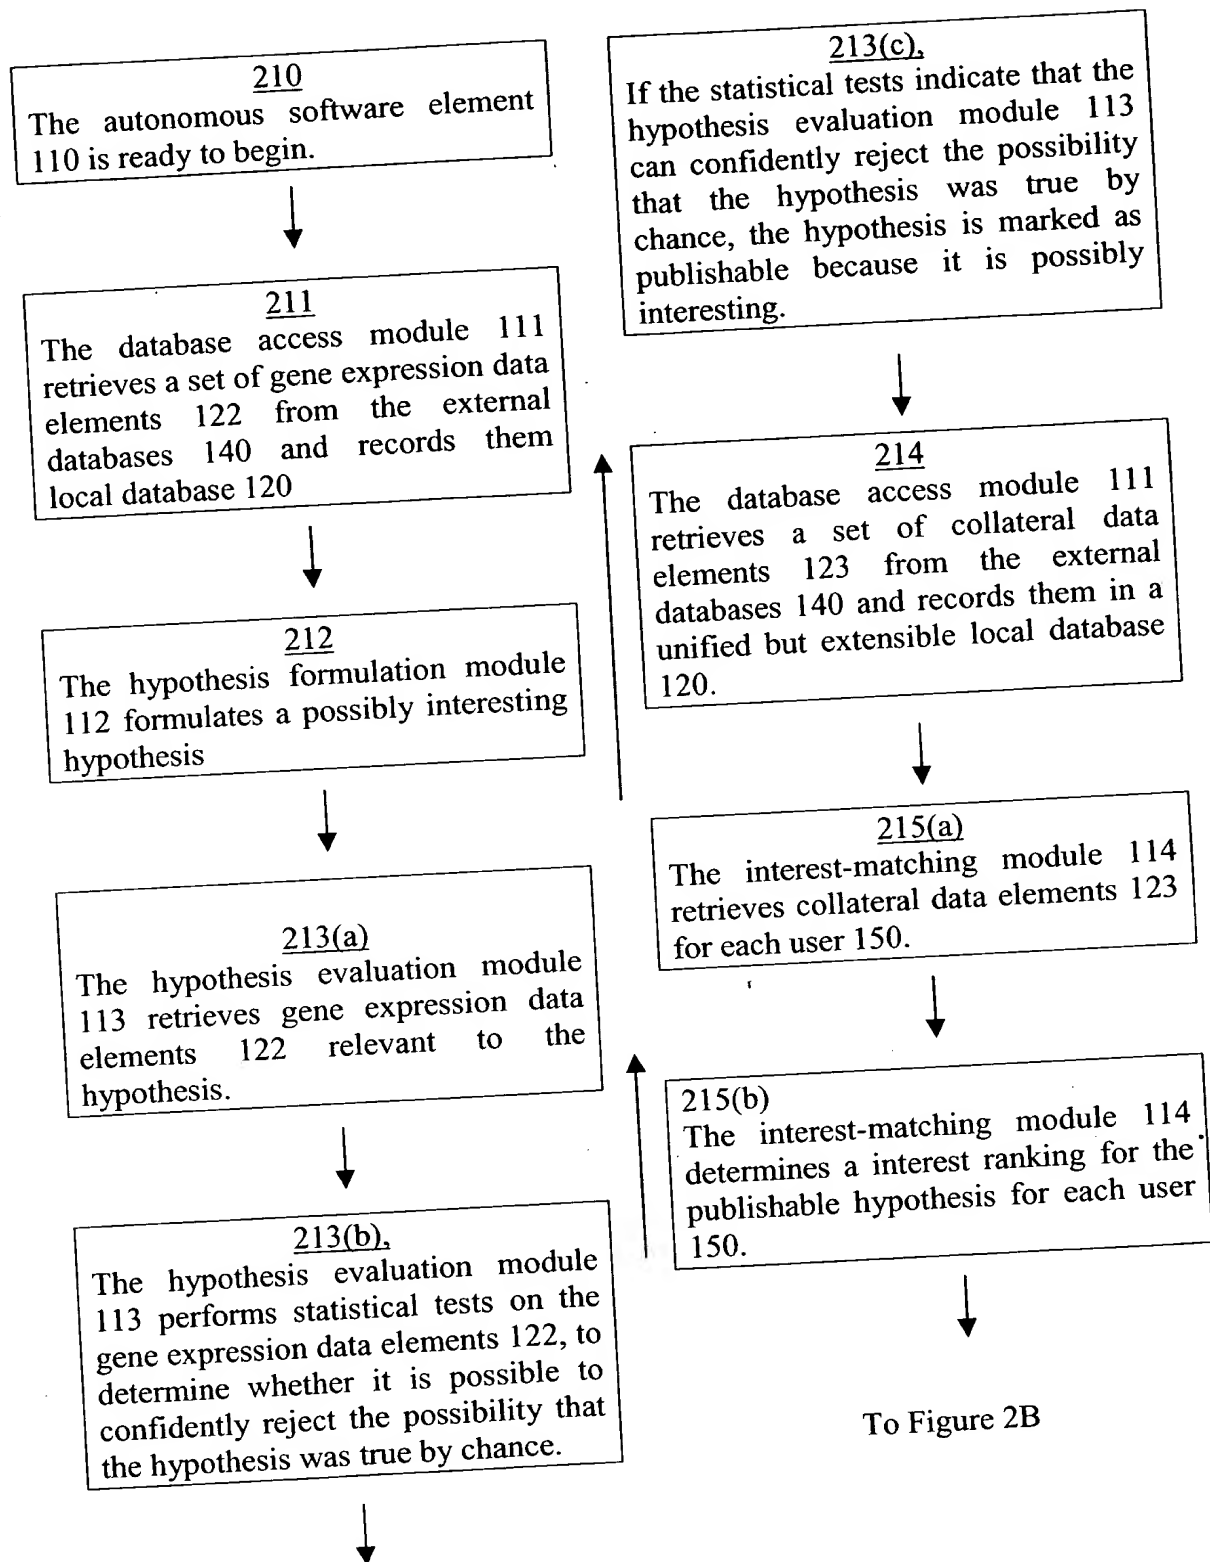 210
The autonomous software element
110 is ready to begin.
211
The database access module 111
retrieves a set of gene expression data
elements 122 from the external
databases 140 and records them
local database 120
212
The hypothesis formulation module
112 formulates a possibly interesting
hypothesis
213(a)
The hypothesis evaluation module
113 retrieves gene expression data
elements 122 relevant to the
hypothesis.
213(b),
The hypothesis evaluation module
113 performs statistical tests on the
gene expression data elements 122, to
determine whether it is possible to
confidently reject the possibility that
the hypothesis was true by chance.
213(c),
If the statistical tests indicate that the
hypothesis evaluation module 113
can confidently reject the possibility
that the hypothesis was true by
chance, the hypothesis is marked as
publishable because it is possibly
interesting.
214
The database access module 111
retrieves a set of collateral data
elements 123 from the external
databases 140 and records them in a
unified but extensible local database
120.
215(a)
The interest-matching module 114
retrieves collateral data elements 123
for each user 150.
215(b)
The interest-matching module 114
determines a interest ranking for the
publishable hypothesis for each user
150.
To Figure 2B